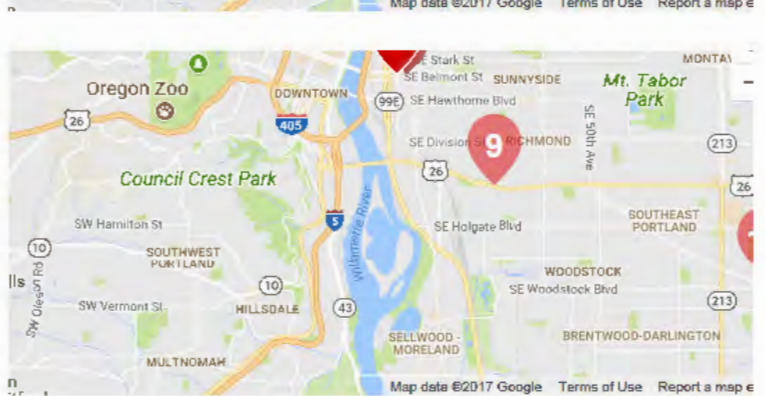 Map data ©2017 Google Terms of Use Report a map e
SE Stark St
MONTA
SE Belmont St SUNNYSIDE
Mt. Tabor
Park
Oregon Zoo
DOWNTOWN
99E
SE Hawthorne Blvd
26
405
SE 50th Ave
SE Division St
RICHMOND
9
213
26
26
Council Crest Park
SW Hamilton St
5
Willamette River
SE Holgate Blvd
SOUTHEAST
PORTLAND
10
SOUTHWEST
PORTLAND
lls
SW Oleson Rd
10
WOODSTOCK
SE Woodstock Blvd
SW Vermont St
HILLSDALE
43
213
SELLWOOD -
MORELAND
BRENTWOOD-DARLINGTON
MULTNOMAH
n
Map data ©2017 Google Terms of Use Report a map e